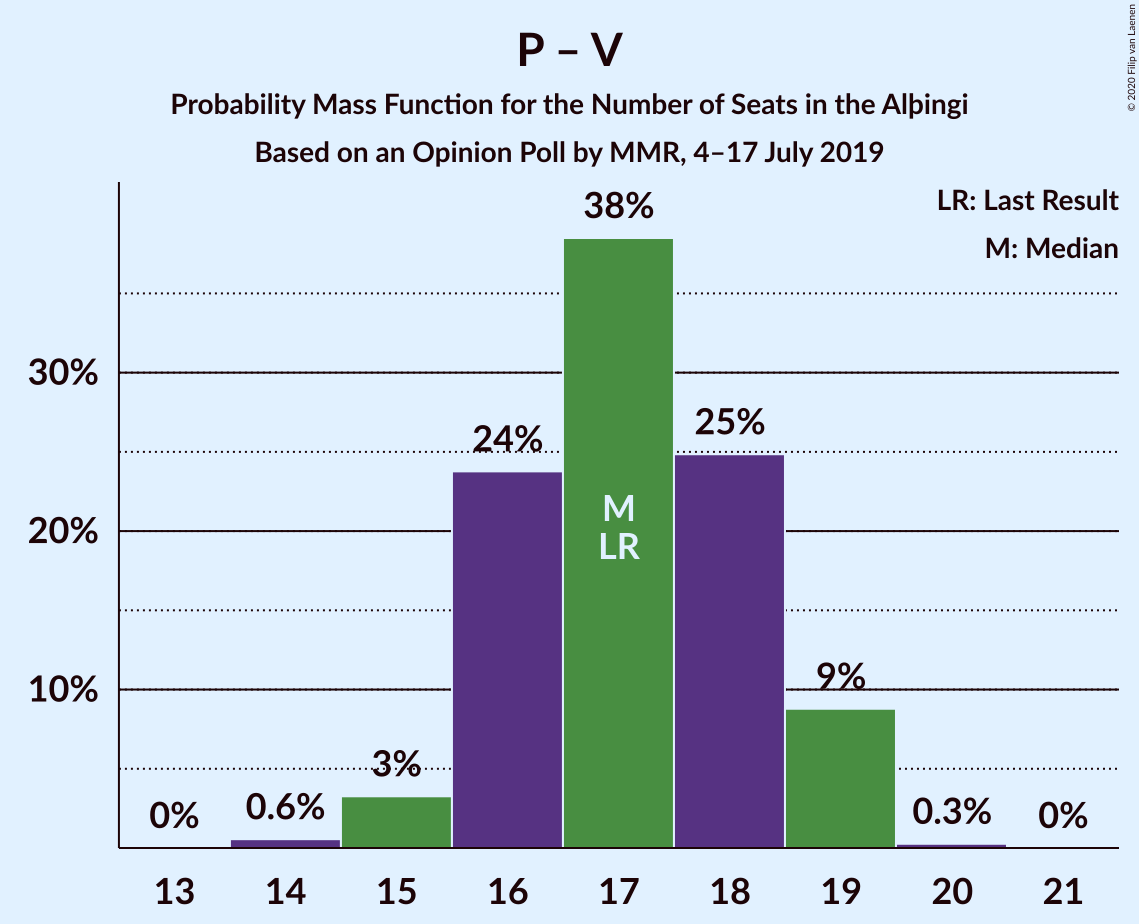 P – V
Probability Mass Function for the Number of Seats in the Alþingi
Based on an Opinion Poll by MMR, 4–17 July 2019
© 2020 Filip van Laenen
LR: Last Result
M: Median
38%
30%
25%
24%
M
20%
LR
10%
9%
3%
0%
0.6%
0.3%
0%
13
14
15
16
17
18
19
20
21